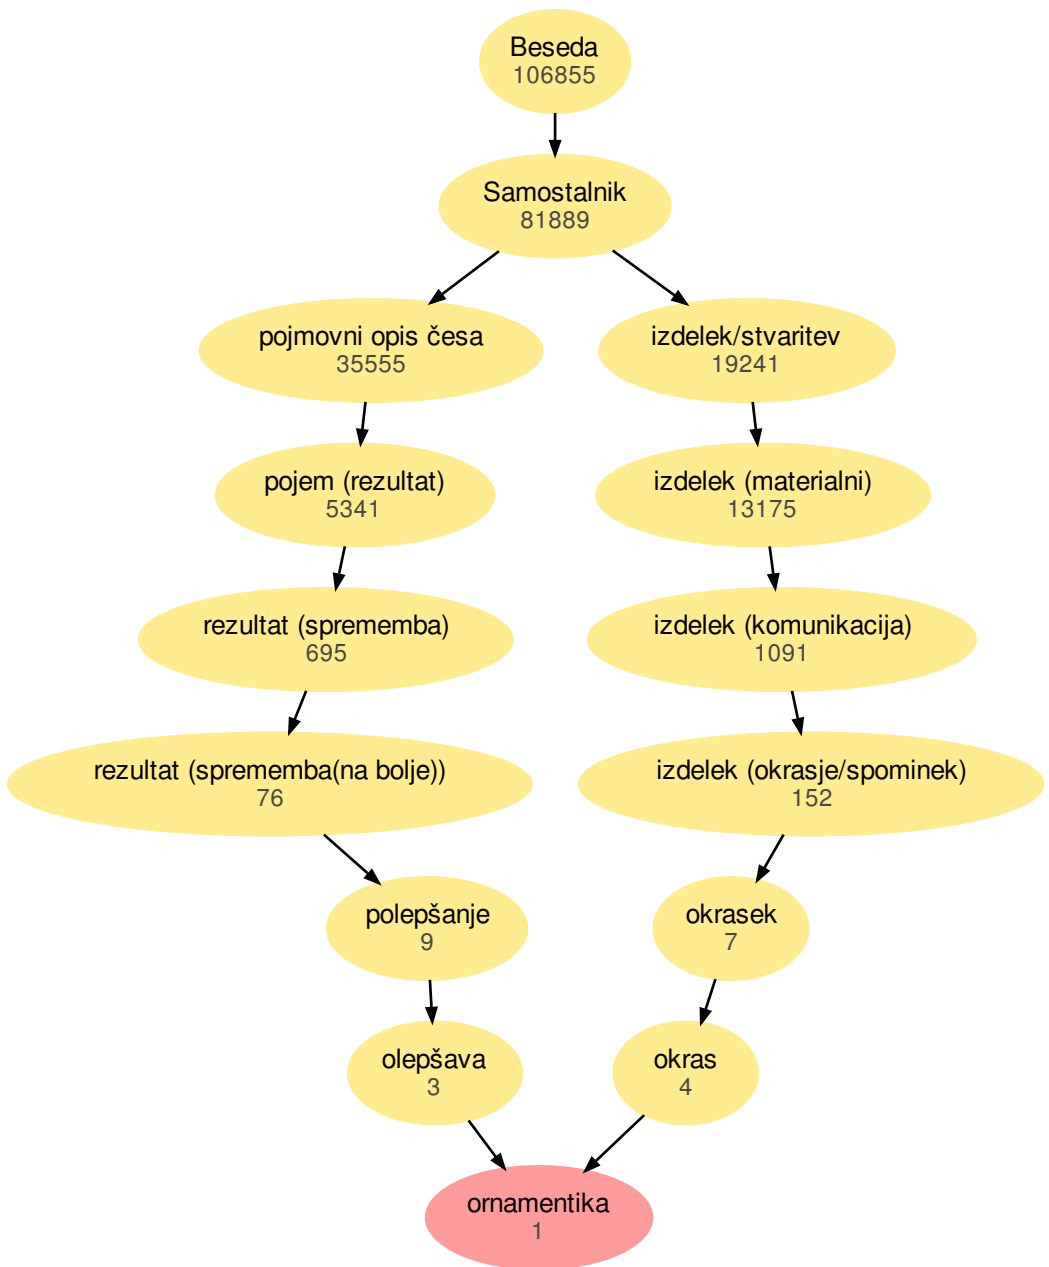 Beseda
106855
Samostalnik
81889
pojmovni opis česa
35555
izdelek/stvaritev
19241
pojem (rezultat)
5341
izdelek (materialni)
13175
rezultat (sprememba)
695
izdelek (komunikacija)
1091
rezultat (sprememba(na bolje))
76
izdelek (okrasje/spominek)
152
polepšanje
9
okrasek
7
olepšava
3
okras
4
ornamentika
1